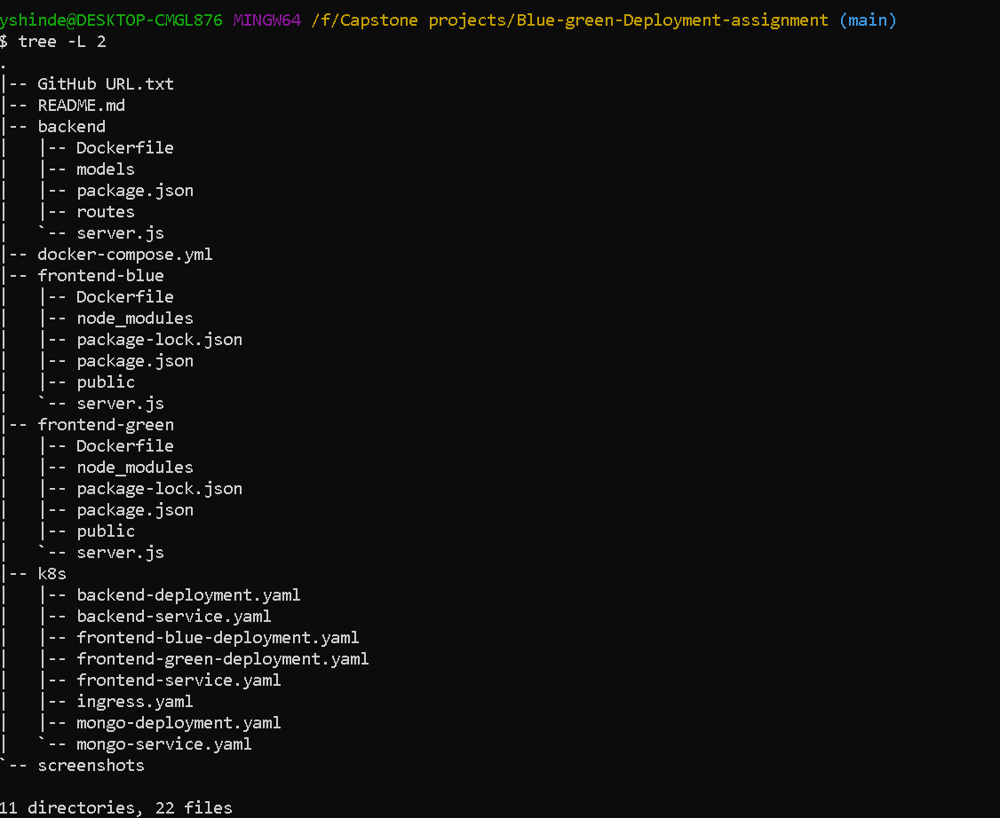 yshinde@DESKTOP-CMGL876 MINGW64 /f/Capstone projects/Blue-green-Deployment-assignment (main)
$ tree -L 2
.
|-- GitHub URL.txt
|-- README.md
|-- backend
|   |-- Dockerfile
|   |-- models
|   |-- package.json
|   |-- routes
|   `-- server.js
|-- docker-compose.yml
|-- frontend-blue
|   |-- Dockerfile
|   |-- node_modules
|   |-- package-lock.json
|   |-- package.json
|   |-- public
|   `-- server.js
|-- frontend-green
|   |-- Dockerfile
|   |-- node_modules
|   |-- package-lock.json
|   |-- package.json
|   |-- public
|   `-- server.js
|-- k8s
|   |-- backend-deployment.yaml
|   |-- backend-service.yaml
|   |-- frontend-blue-deployment.yaml
|   |-- frontend-green-deployment.yaml
|   |-- frontend-service.yaml
|   |-- ingress.yaml
|   |-- mongo-deployment.yaml
|   `-- mongo-service.yaml
`-- screenshots

11 directories, 22 files